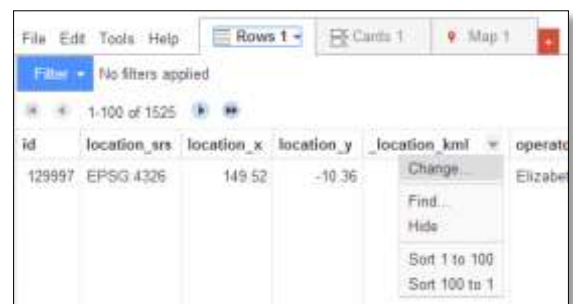 File Edit Tools Help Rows 1 Cards 1 Map 1 +
Filter No filters applied
1-100 of 1525
id location_srs location_x location_y _location_kml operato
129997 EPSG 4326 149.52 -10.36 Elizabet
Change...
Find...
Hide
Sort 1 to 100
Sort 100 to 1